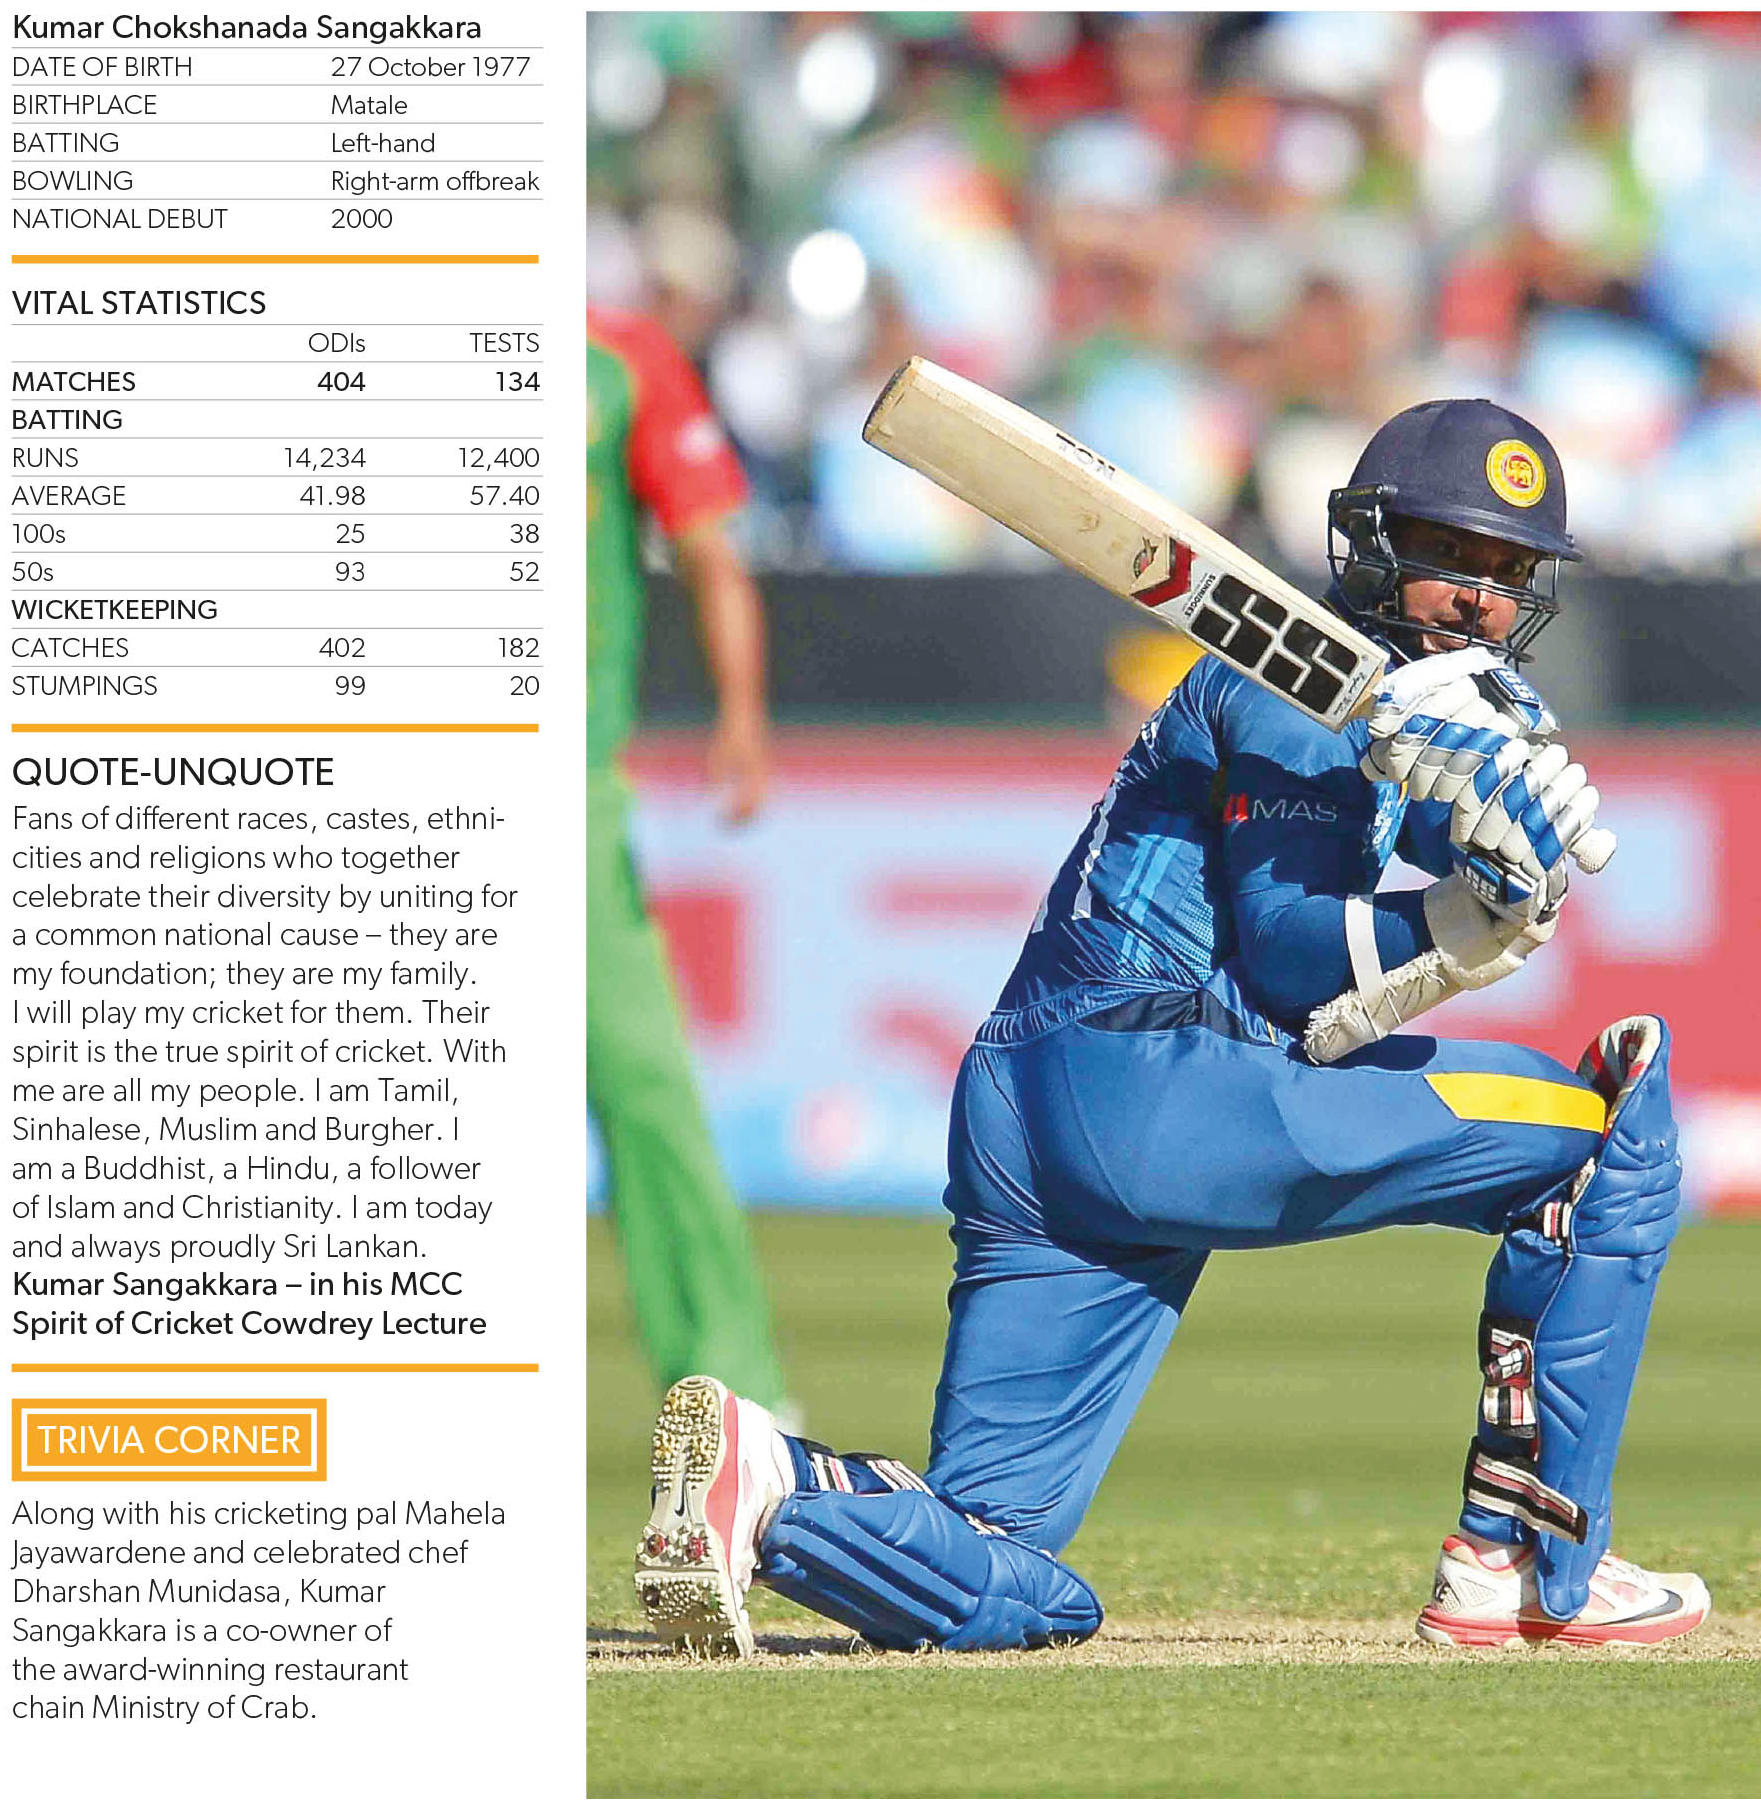 Kumar Chokshanada Sangakkara
DATE OF BIRTH 27 October 1977
BIRTHPLACE Matale
BATTING Left-hand
BOWLING Right-arm offbreak
NATIONAL DEBUT 2000
VITAL STATISTICS
ODIs TESTS
MATCHES 404 134
BATTING
RUNS 14,234 12,400
AVERAGE 41.98 57.40
100s 25 38
50s 93 52
WICKETKEEPING
CATCHES 402 182
STUMPINGS 99 20
QUOTE-UNQUOTE
Fans of different races, castes, ethni-
cities and religions who together
celebrate their diversity by uniting for
a common national cause – they are
my foundation; they are my family.
I will play my cricket for them. Their
spirit is the true spirit of cricket. With
me are all my people. I am Tamil,
Sinhalese, Muslim and Burgher. I
am a Buddhist, a Hindu, a follower
of Islam and Christianity. I am today
and always proudly Sri Lankan.
Kumar Sangakkara – in his MCC
Spirit of Cricket Cowdrey Lecture
TRIVIA CORNER
Along with his cricketing pal Mahela
Jayawardene and celebrated chef
Dharshan Munidasa, Kumar
Sangakkara is a co-owner of
the award-winning restaurant
chain Ministry of Crab.
TON
SUNRIDGES
SS
MAS